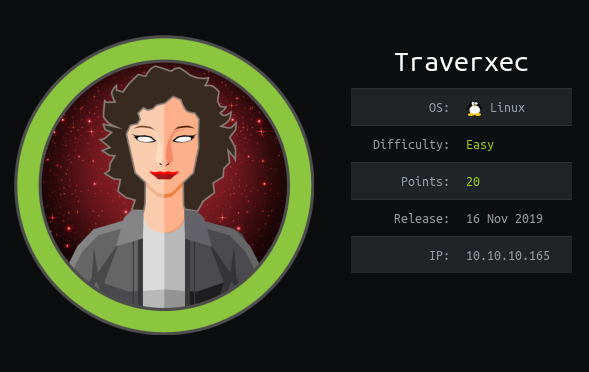 Traverxec
OS: Linux
Difficulty: Easy
Points: 20
Release: 16 Nov 2019
IP: 10.10.10.165